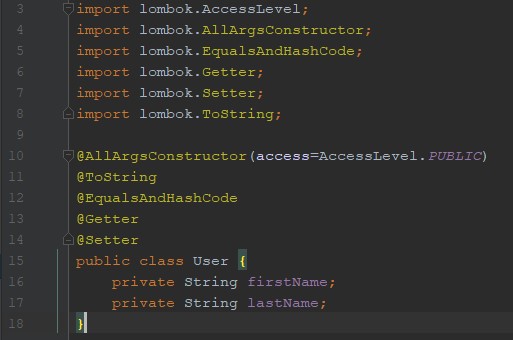 3 import lombok.AccessLevel;
4 import lombok.AllArgsConstructor;
5 import lombok.EqualsAndHashCode;
6 import lombok.Getter;
7 import lombok.Setter;
8 import lombok.ToString;
9
10 @AllArgsConstructor(access=AccessLevel.PUBLIC)
11 @ToString
12 @EqualsAndHashCode
13 @Getter
14 @Setter
15 public class User {
16     private String firstName;
17     private String lastName;
18 }